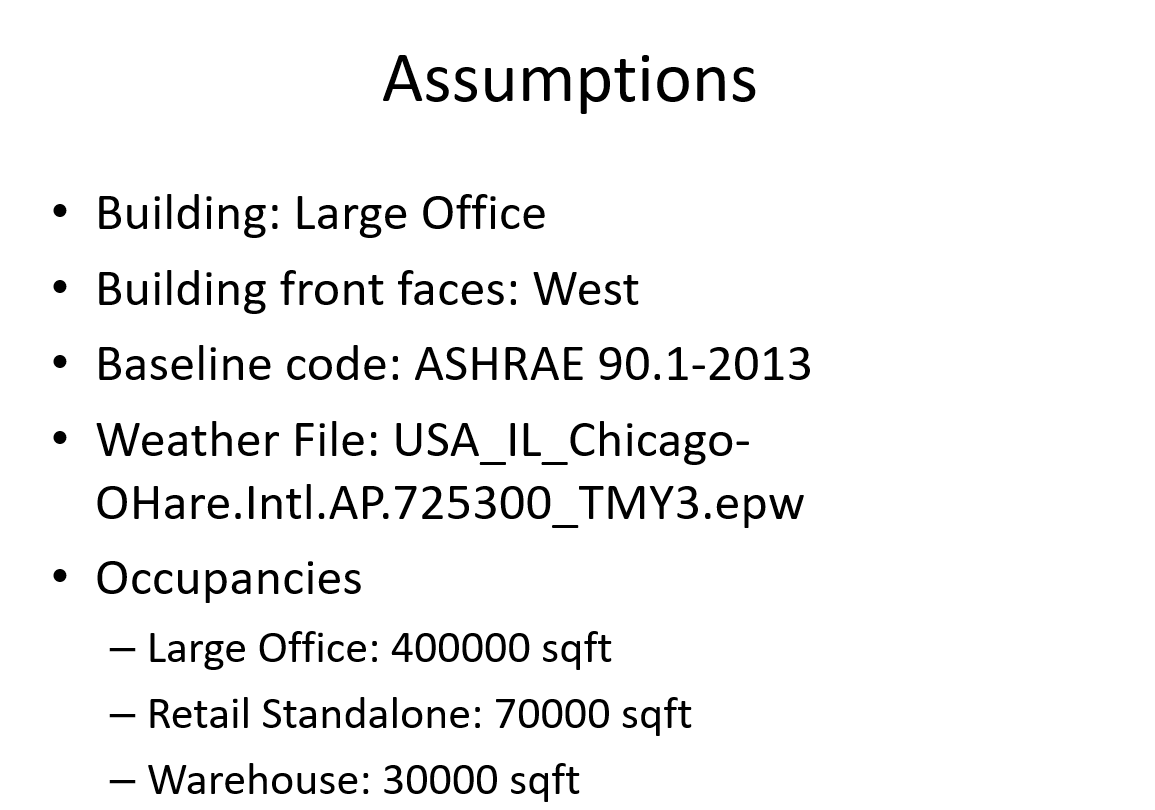 Assumptions
• Building: Large Office
• Building front faces: West
• Baseline code: ASHRAE 90.1-2013
• Weather File: USA_IL_Chicago-
OHare.Intl.AP.725300_TMY3.epw
• Occupancies
– Large Office: 400000 sqft
– Retail Standalone: 70000 sqft
– Warehouse: 30000 sqft